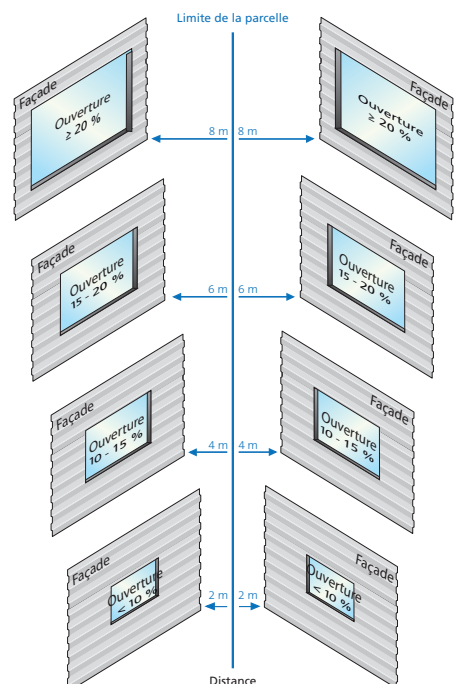 Limite de la parcelle
Façade
Ouverture
≥ 20 %
8 m
8 m
Façade
Ouverture
≥ 20 %
Façade
Ouverture
15 - 20 %
6 m
6 m
Façade
Ouverture
15 - 20 %
Façade
Ouverture
10 - 15 %
4 m
4 m
Façade
Ouverture
10 - 15 %
Façade
Ouverture
< 10 %
2 m
2 m
Façade
Ouverture
< 10 %
Distance